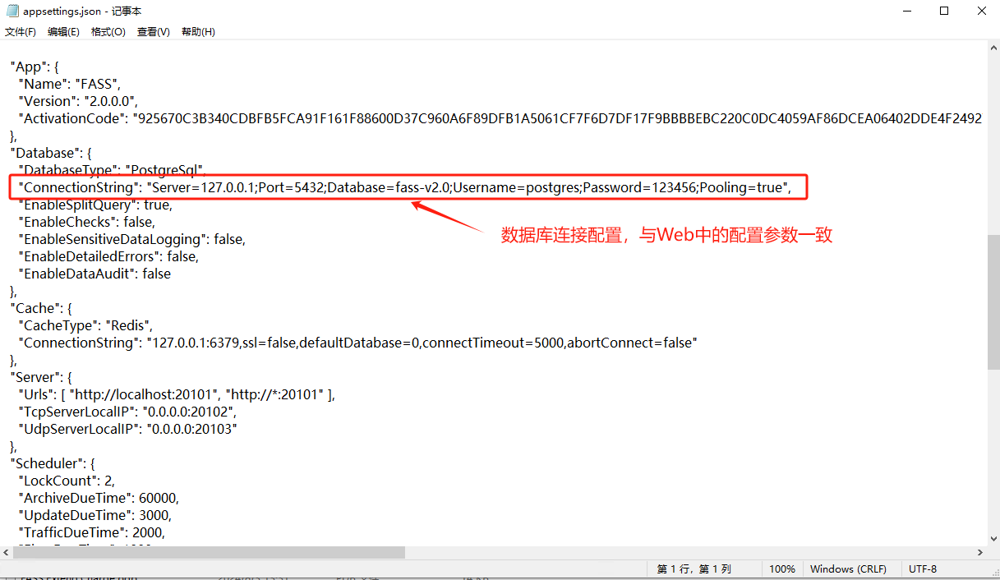 appsettings.json - 记事本
文件(F) 编辑(E) 格式(O) 查看(V) 帮助(H)
"App": {
"Name": "FASS",
"Version": "2.0.0.0",
"ActivationCode": "925670C3B340CDBFB5FCA91F161F88600D37C960A6F89DFB1A5061CF7F6D7DF17F9BBBBEBC220C0DC4059AF86DCEA06402DDE4F2492
},
"Database": {
"DatabaseType": "PostgreSql",
"ConnectionString": "Server=127.0.0.1;Port=5432;Database=fass-v2.0;Username=postgres;Password=123456;Pooling=true",
"EnableSplitQuery": true,
"EnableChecks": false,
"EnableSensitiveDataLogging": false,
数据库连接配置，与Web中的配置参数一致
"EnableDetailedErrors": false,
"EnableDataAudit": false
},
"Cache": {
"CacheType": "Redis",
"ConnectionString": "127.0.0.1:6379,ssl=false,defaultDatabase=0,connectTimeout=5000,abortConnect=false"
},
"Server": {
"Urls": [ "http://localhost:20101", "http://*:20101" ],
"TcpServerLocalIP": "0.0.0.0:20102",
"UdpServerLocalIP": "0.0.0.0:20103"
},
"Scheduler": {
"LockCount": 2,
"ArchiveDueTime": 60000,
"UpdateDueTime": 3000,
"TrafficDueTime": 2000,
第 1 行，第 1 列 100% Windows (CRLF) UTF-8